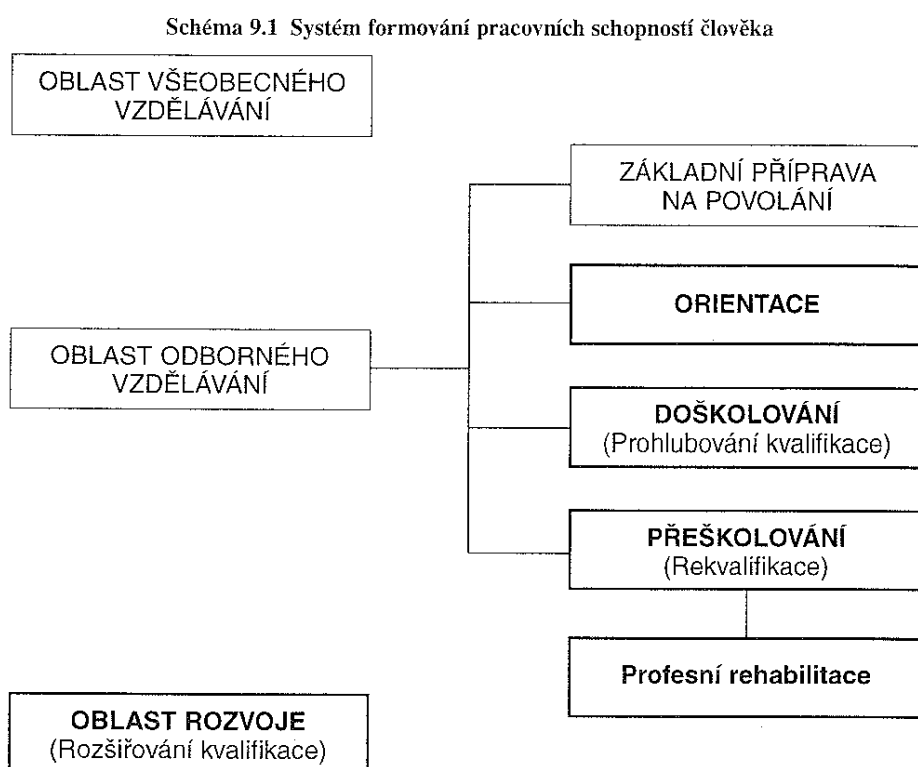 Schéma 9.1 Systém formování pracovních schopností člověka
OBLAST VŠEOBECNÉHO
VZDĚLÁVÁNÍ
ZÁKLADNÍ PŘÍPRAVA
NA POVOLÁNÍ
ORIENTACE
OBLAST ODBORNÉHO
VZDĚLÁVÁNÍ
DOŠKOLOVÁNÍ
(Prohlubování kvalifikace)
PŘEŠKOLOVÁNÍ
(Rekvalifikace)
Profesní rehabilitace
OBLAST ROZVOJE
(Rozšiřování kvalifikace)